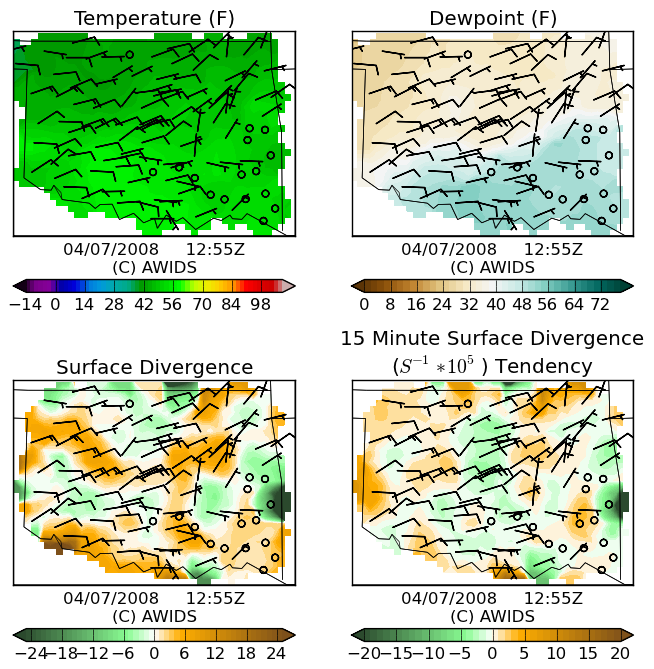 Temperature (F)
Dewpoint (F)
04/07/2008 12:55Z
(C) AWIDS
04/07/2008 12:55Z
(C) AWIDS
−14 0 14 28 42 56 70 84 98
0 8 16 24 32 40 48 56 64 72
Surface Divergence
15 Minute Surface Divergence
(S⁻¹ *10⁵ ) Tendency
04/07/2008 12:55Z
(C) AWIDS
04/07/2008 12:55Z
(C) AWIDS
−24 −18 −12 −6 0 6 12 18 24
−20 −15 −10 −5 0 5 10 15 20